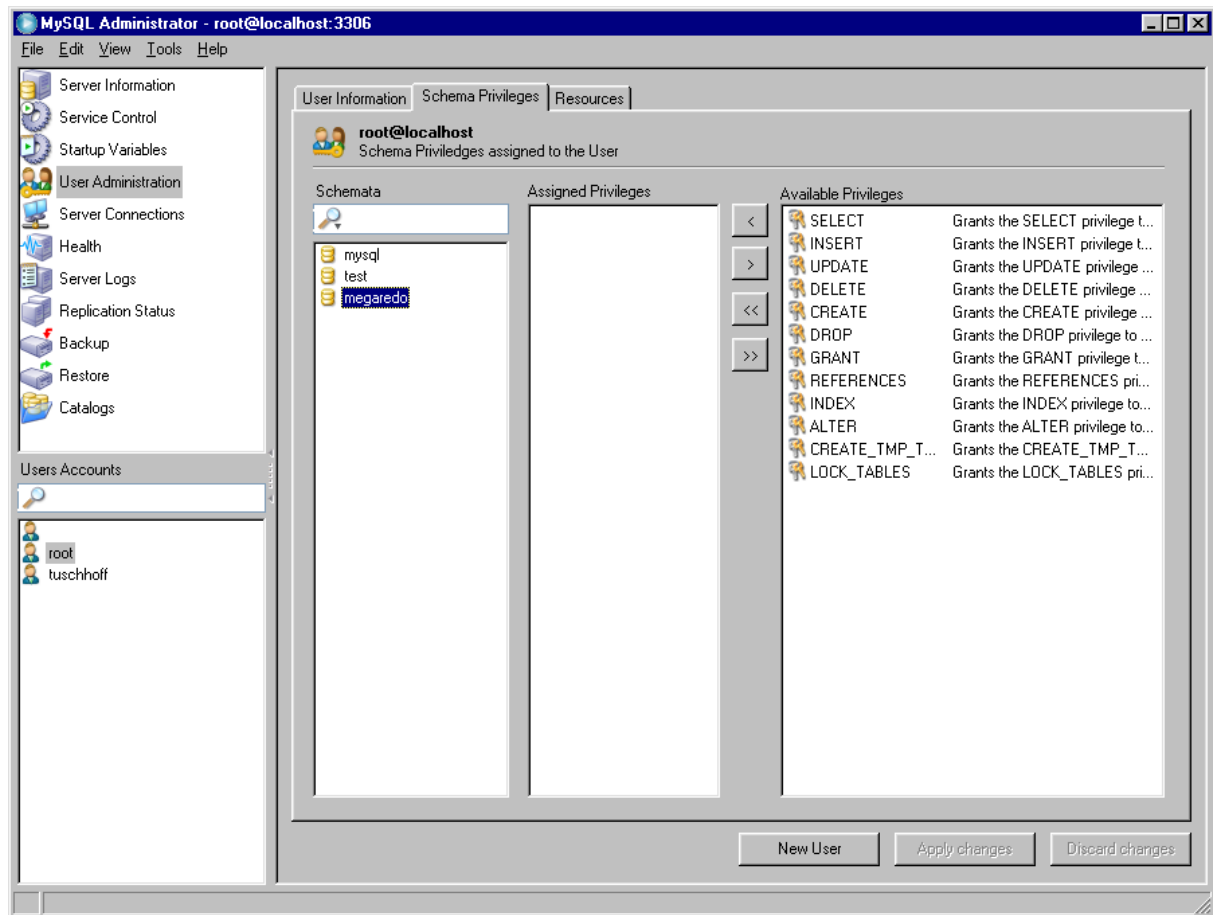 MySQL Administrator - root@localhost:3306
File Edit View Tools Help
Server Information
Service Control
Startup Variables
User Administration
Server Connections
Health
Server Logs
Replication Status
Backup
Restore
Catalogs
Users Accounts
root
tuschhoff
User Information Schema Privileges Resources
root@localhost
Schema Priviledges assigned to the User
Schemata
mysql
test
megaredo
Assigned Privileges
<
>
<<
>>
Available Privileges
SELECT Grants the SELECT privilege t...
INSERT Grants the INSERT privilege t...
UPDATE Grants the UPDATE privilege ...
DELETE Grants the DELETE privilege ...
CREATE Grants the CREATE privilege ...
DROP Grants the DROP privilege to ...
GRANT Grants the GRANT privilege t...
REFERENCES Grants the REFERENCES pri...
INDEX Grants the INDEX privilege to...
ALTER Grants the ALTER privilege to...
CREATE_TMP_T... Grants the CREATE_TMP_T...
LOCK_TABLES Grants the LOCK_TABLES pri...
New User Apply changes Discard changes